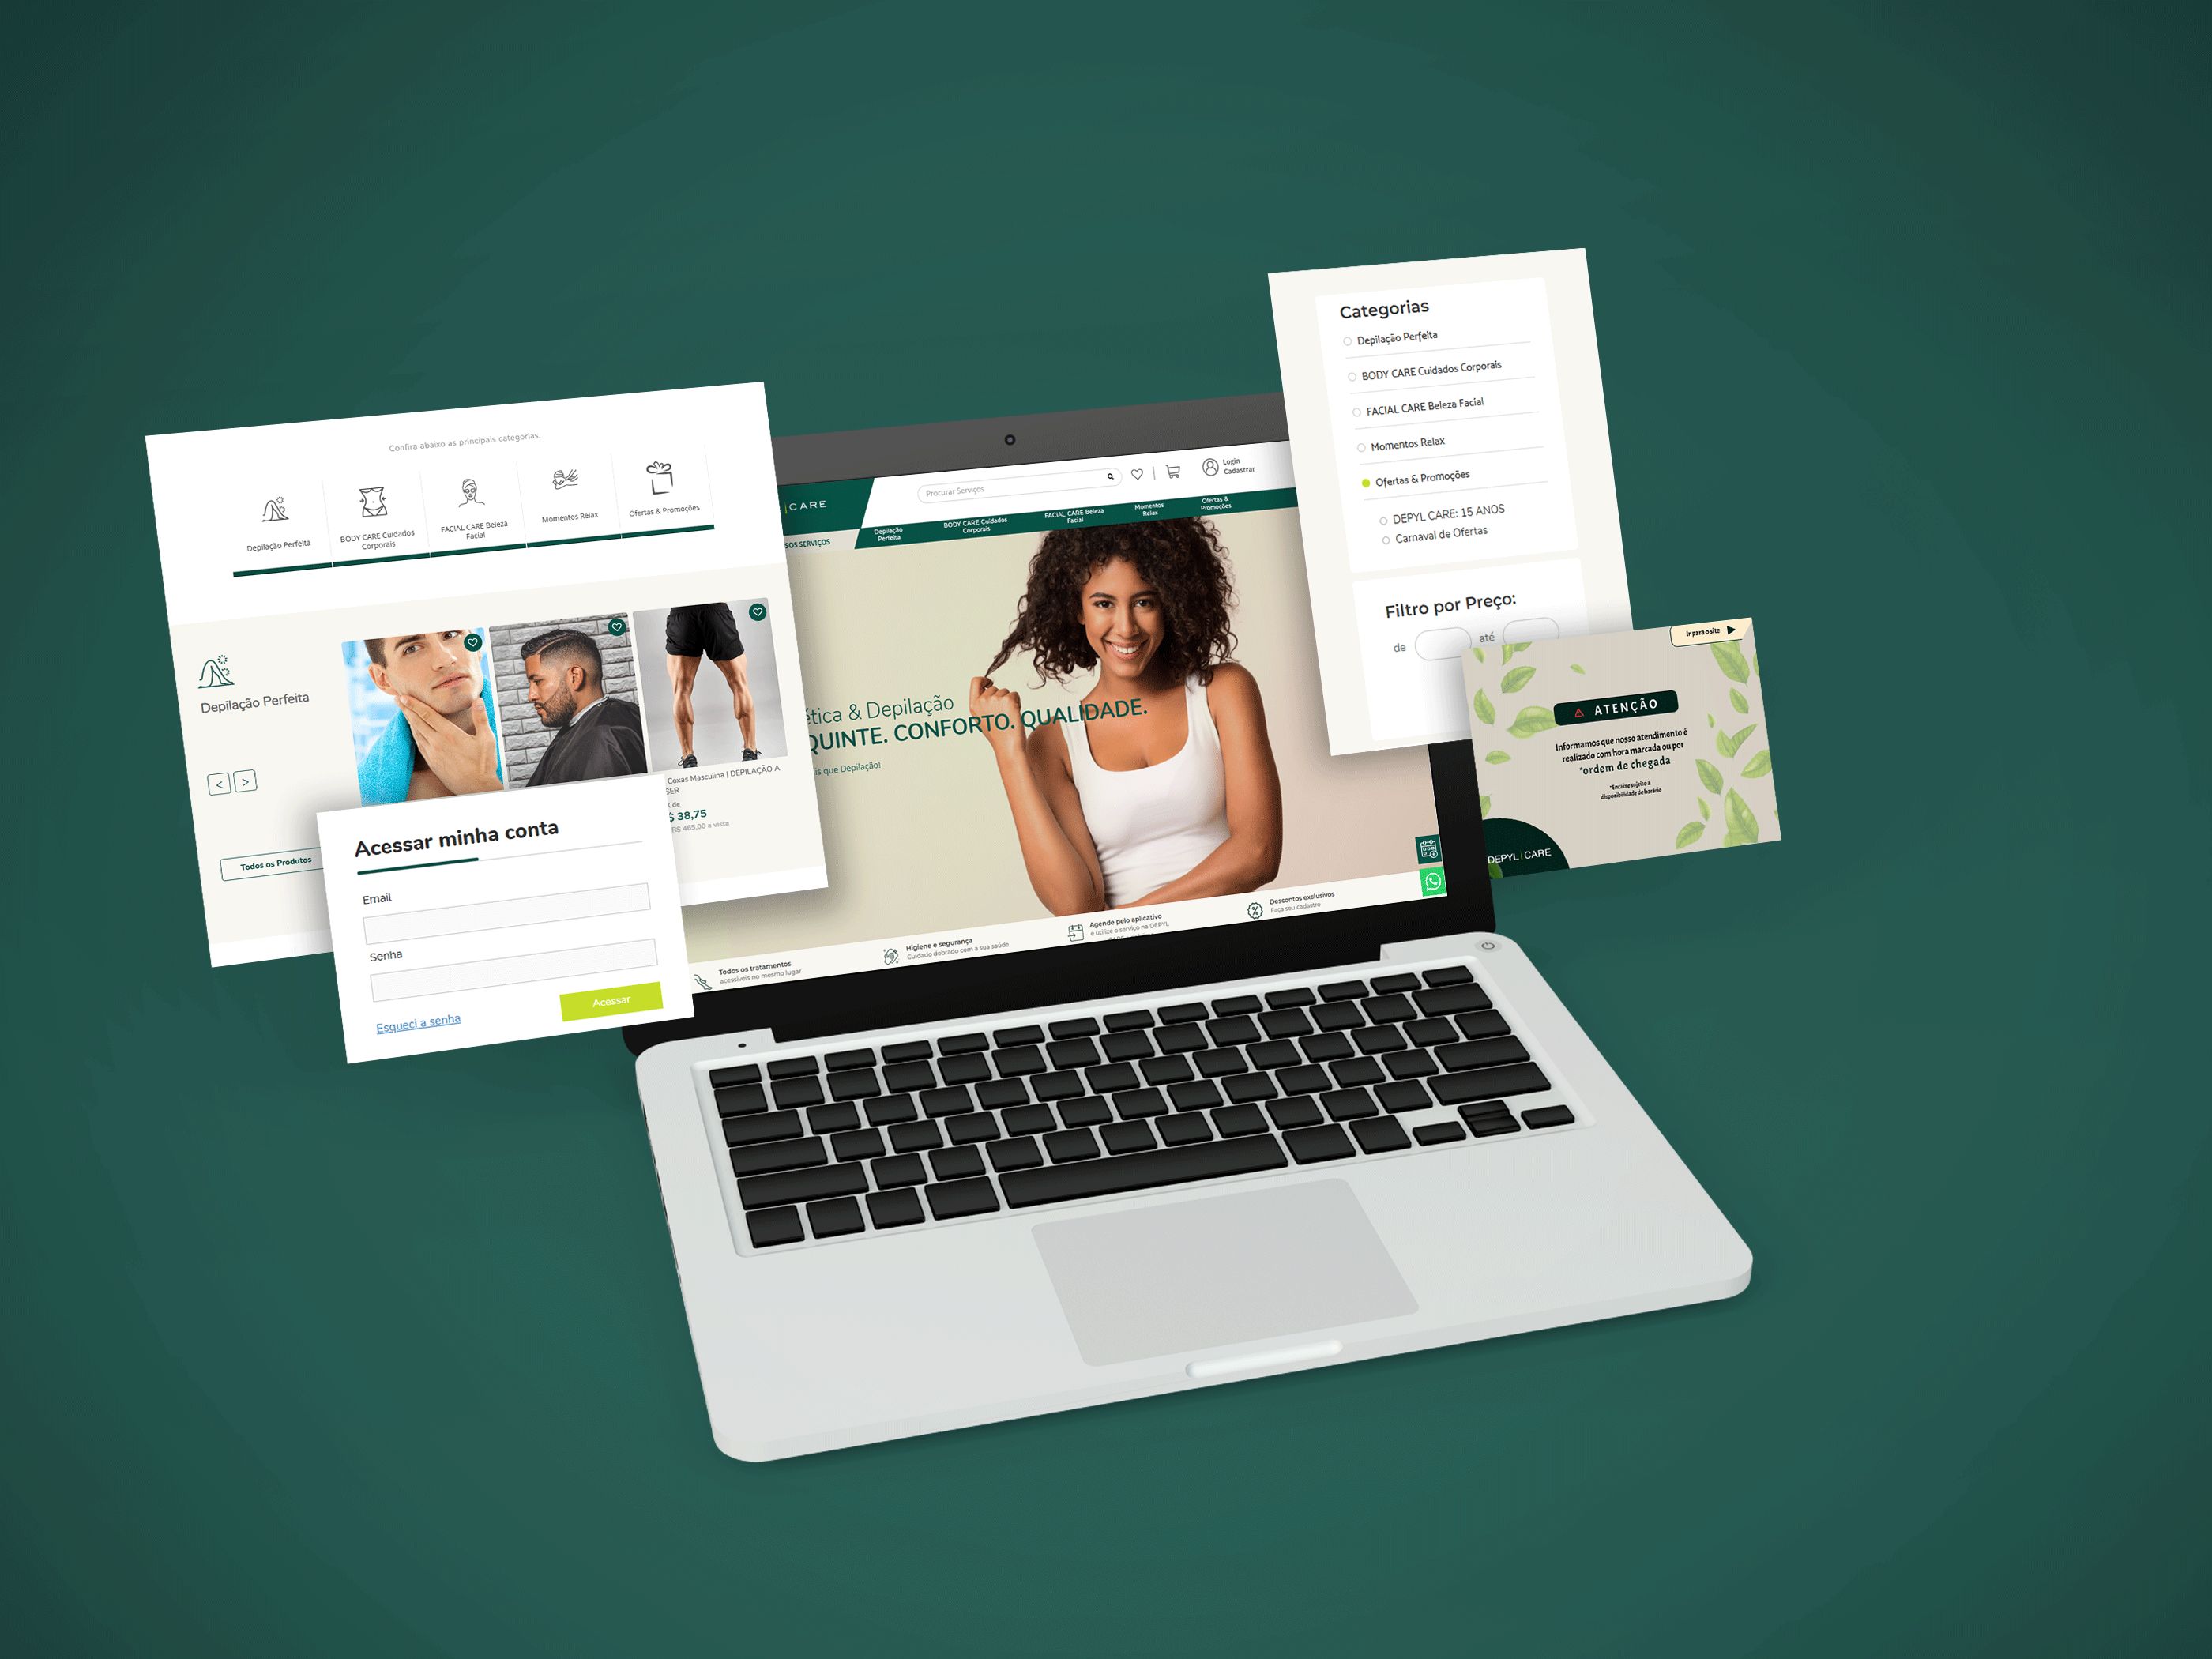 Confira abaixo as principais categorias.
Depilação Perfeita
BODY CARE Cuidados
Corporais
FACIAL CARE Beleza
Facial
Momentos Relax
Ofertas & Promoções
Depilação Perfeita
<
>
Todos os Produtos
Coxas Masculina | DEPILAÇÃO A
SER
de
$ 38,75
R$ 465,00 a vista
Acessar minha conta
Email
Senha
Esqueci a senha
Acessar
CARE
Procurar Serviços
Login
Cadastrar
SOS SERVIÇOS
Depilação
Perfeita
BODY CARE Cuidados
Corporais
FACIAL CARE Beleza
Facial
Momentos
Relax
Ofertas &
Promoções
ética & Depilação
QUINTE. CONFORTO. QUALIDADE.
is que Depilação!
Todos os tratamentos
acessíveis no mesmo lugar
Higiene e segurança
Cuidado dobrado com a sua saúde
Agende pelo aplicativo
e utilize o serviço na DEPYL
Descontos exclusivos
Faça seu cadastro
Categorias
Depilação Perfeita
BODY CARE Cuidados Corporais
FACIAL CARE Beleza Facial
Momentos Relax
Ofertas & Promoções
DEPYL CARE: 15 ANOS
Carnaval de Ofertas
Filtro por Preço:
de
até
Ir para o site
ATENÇÃO
Informamos que nosso atendimento é
realizado com hora marcada ou por
*ordem de chegada
*Encaixe sujeito a
disponibilidade de horário
DEPYL | CARE